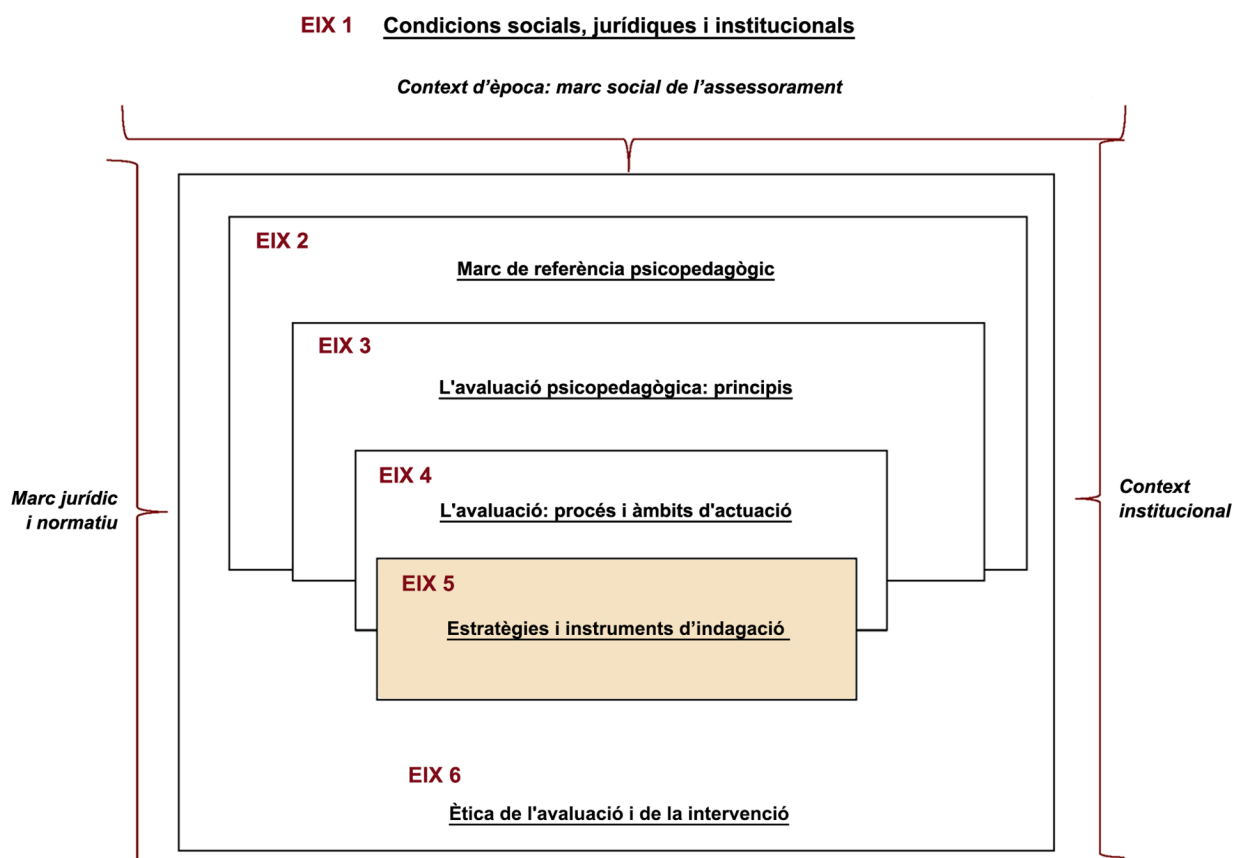 EIX 1 Condicions socials, jurídiques i institucionals
Context d’època: marc social de l’assessorament
EIX 2
Marc de referència psicopedagògic
EIX 3
L'avaluació psicopedagògica: principis
EIX 4
L'avaluació: procés i àmbits d'actuació
Marc jurídic
i normatiu
Context
institucional
EIX 5
Estratègies i instruments d’indagació
EIX 6
Ètica de l'avaluació i de la intervenció